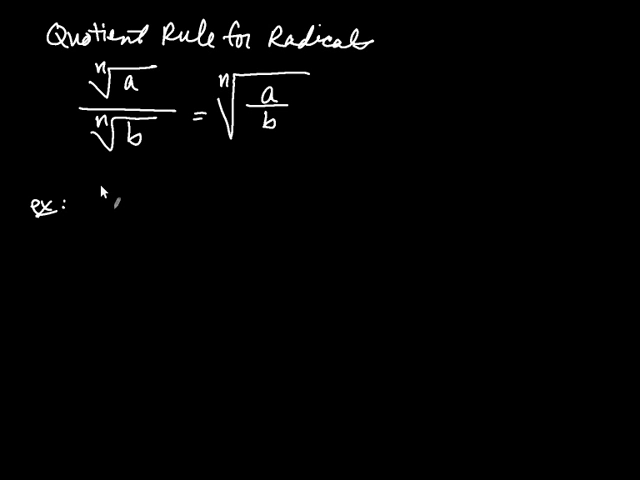 Quotient Rule for Radicals
ⁿ√a / ⁿ√b = ⁿ√(a/b)
ex: